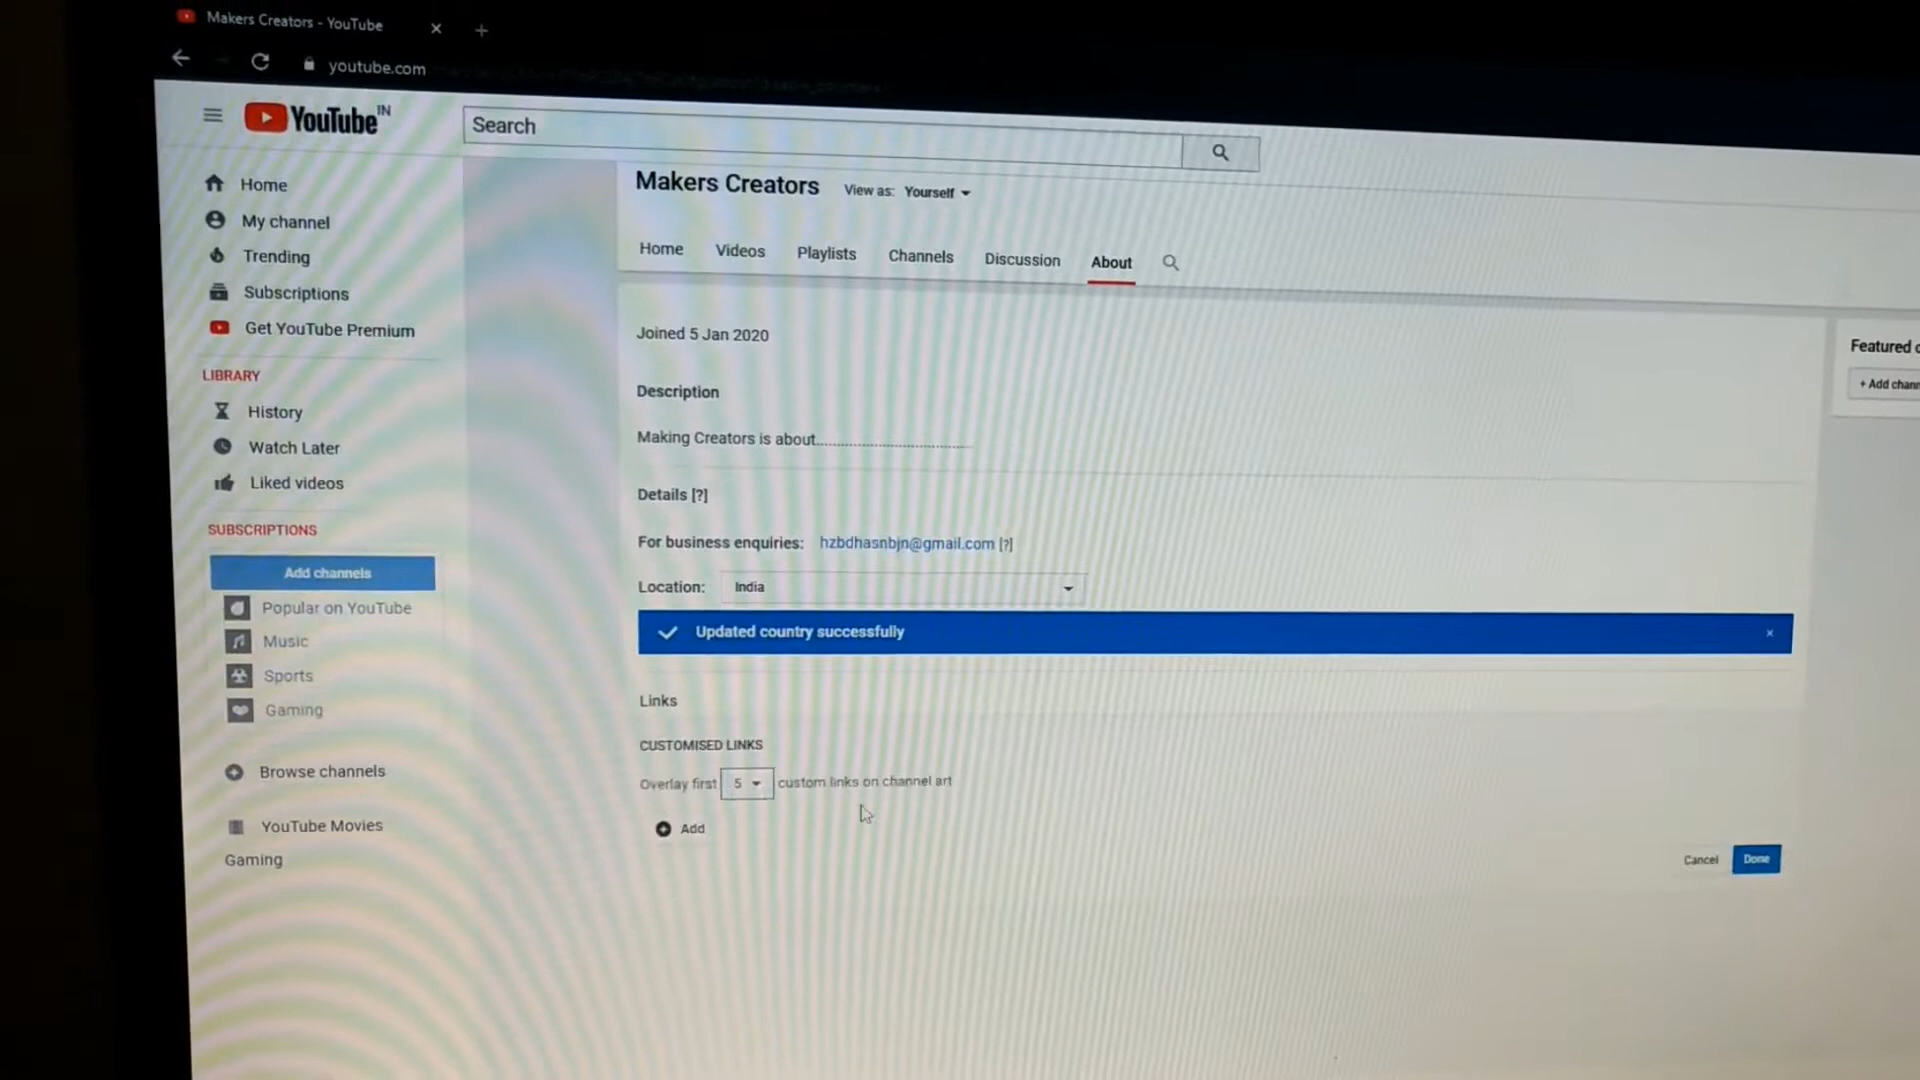 Makers Creators - YouTube
youtube.com
YouTube IN
Search
Home
My channel
Trending
Subscriptions
Get YouTube Premium
LIBRARY
History
Watch Later
Liked videos
SUBSCRIPTIONS
Add channels
Popular on YouTube
Music
Sports
Gaming
Browse channels
YouTube Movies
Gaming
Makers Creators View as: Yourself
Home Videos Playlists Channels Discussion About
Joined 5 Jan 2020
Description
Making Creators is about.......................................
Details [?]
For business enquiries: hzbdhasnbjn@gmail.com [?]
Location: India
Updated country successfully
Links
CUSTOMISED LINKS
Overlay first 5 custom links on channel art
Add
Cancel Done
Featured
+ Add